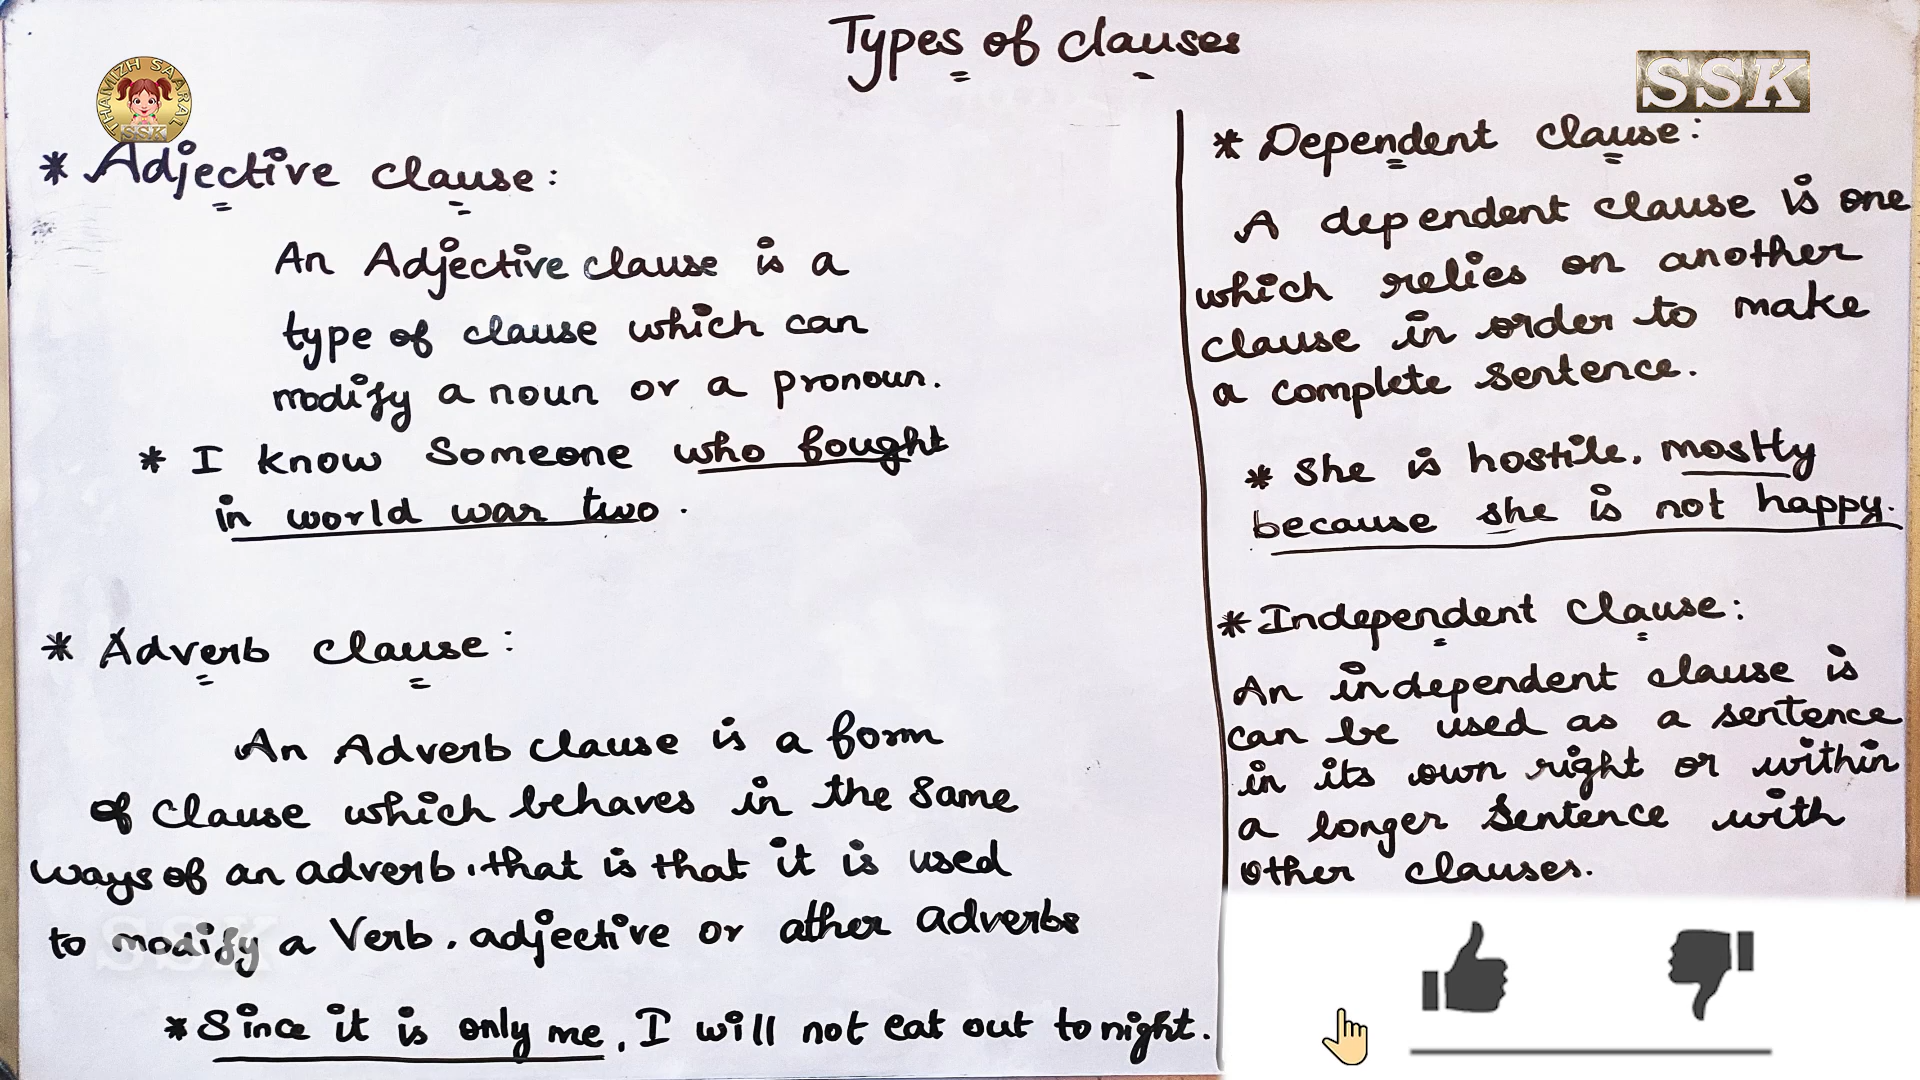 Types of clauses
THAMIZH SAARAL
SSK
SSK
* Adjective clause:
An Adjective clause is a
type of clause which can
modify a noun or a pronoun.
* I know someone who fought
in world war two.
* Adverb clause:
An Adverb clause is a form
of clause which behaves in the same
ways of an adverb, that is that it is used
to modify a Verb, adjective or other adverbs
SSK
* Since it is only me, I will not eat out tonight.
* Dependent clause:
A dependent clause is one
which relies on another
clause in order to make
a complete sentence.
* She is hostile, mostly
because she is not happy.
* Independent clause:
An independent clause is
can be used as a sentence
in its own right or within
a longer sentence with
other clauses.